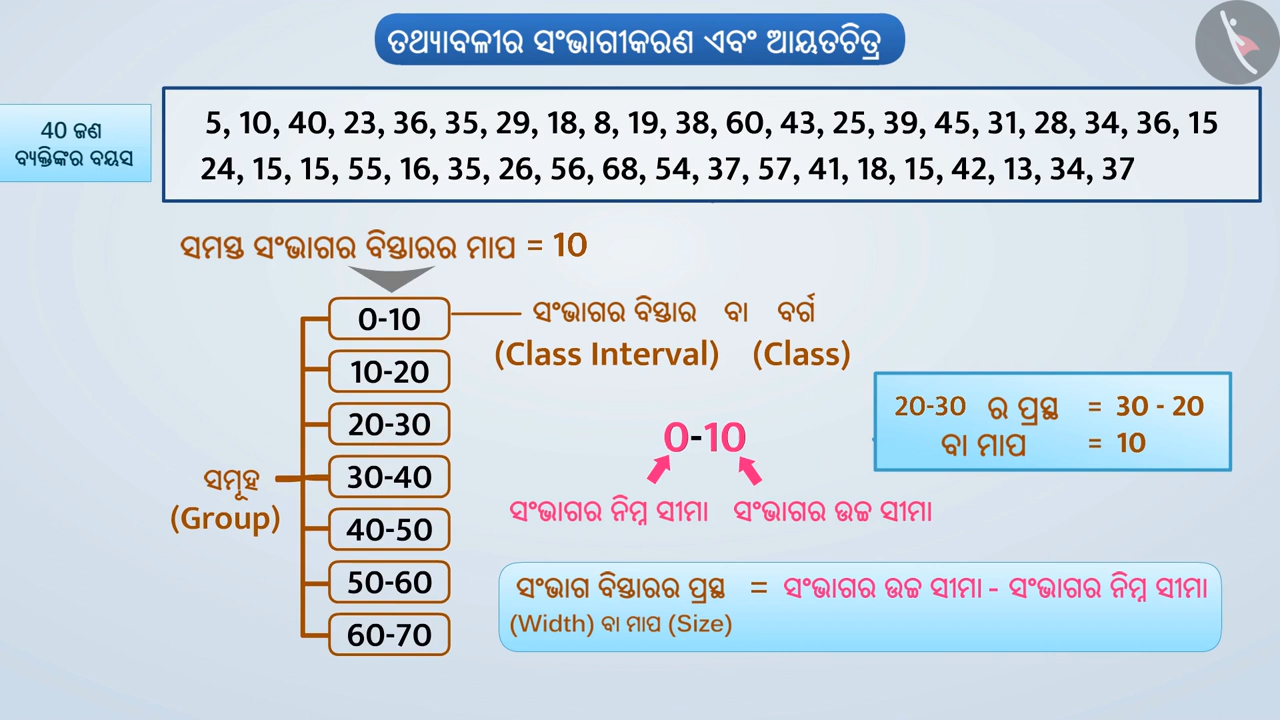 ତଥ୍ୟାବଳୀର ସଂଭାଗୀକରଣ ଏବଂ ଆୟତଚିତ୍ର
40 ଜଣ
ବ୍ୟକ୍ତିଙ୍କର ବୟସ
5, 10, 40, 23, 36, 35, 29, 18, 8, 19, 38, 60, 43, 25, 39, 45, 31, 28, 34, 36, 15
24, 15, 15, 55, 16, 35, 26, 56, 68, 54, 37, 57, 41, 18, 15, 42, 13, 34, 37
ସମସ୍ତ ସଂଭାଗର ବିସ୍ତାରର ମାପ = 10
0-10
ସଂଭାଗର ବିସ୍ତାର ବା ବର୍ଗ
(Class Interval) (Class)
10-20
20-30
30-40
40-50
50-60
60-70
ସମୂହ
(Group)
0-10
ସଂଭାଗର ନିମ୍ନ ସୀମା ସଂଭାଗର ଉଚ୍ଚ ସୀମା
20-30 ର ପ୍ରସ୍ଥ = 30 - 20
ବା ମାପ = 10
ସଂଭାଗ ବିସ୍ତାରର ପ୍ରସ୍ଥ = ସଂଭାଗର ଉଚ୍ଚ ସୀମା - ସଂଭାଗର ନିମ୍ନ ସୀମା
(Width) ବା ମାପ (Size)